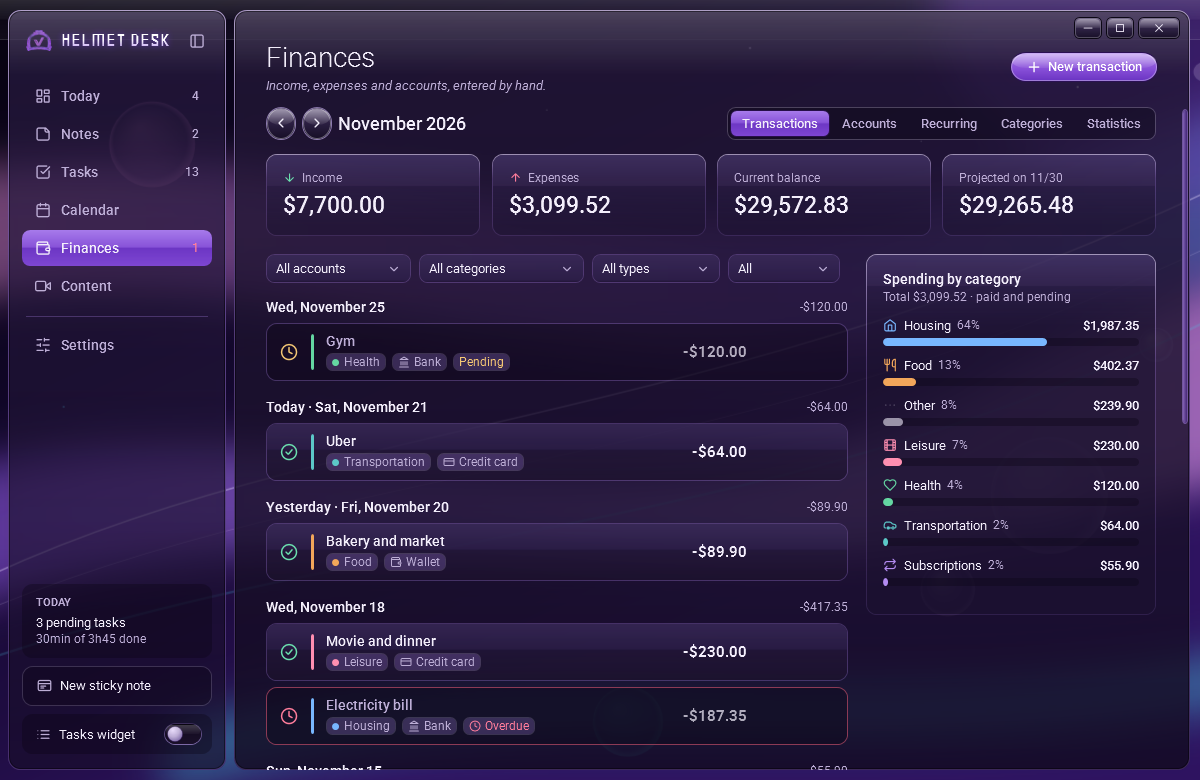 HELMET DESK
Today 4
Notes 2
Tasks 13
Calendar
Finances 1
Content
Settings
TODAY
3 pending tasks
30min of 3h45 done
New sticky note
Tasks widget
Finances
Income, expenses and accounts, entered by hand.
New transaction
November 2026
Transactions Accounts Recurring Categories Statistics
Income
$7,700.00
Expenses
$3,099.52
Current balance
$29,572.83
Projected on 11/30
$29,265.48
All accounts All categories All types All
Wed, November 25 -$120.00
Gym
Health Bank Pending
-$120.00
Today · Sat, November 21 -$64.00
Uber
Transportation Credit card
-$64.00
Yesterday · Fri, November 20 -$89.90
Bakery and market
Food Wallet
-$89.90
Wed, November 18 -$417.35
Movie and dinner
Leisure Credit card
-$230.00
Electricity bill
Housing Bank Overdue
-$187.35
Sun, November 15 -$55.90
Spending by category
Total $3,099.52 · paid and pending
Housing 64% $1,987.35
Food 13% $402.37
Other 8% $239.90
Leisure 7% $230.00
Health 4% $120.00
Transportation 2% $64.00
Subscriptions 2% $55.90